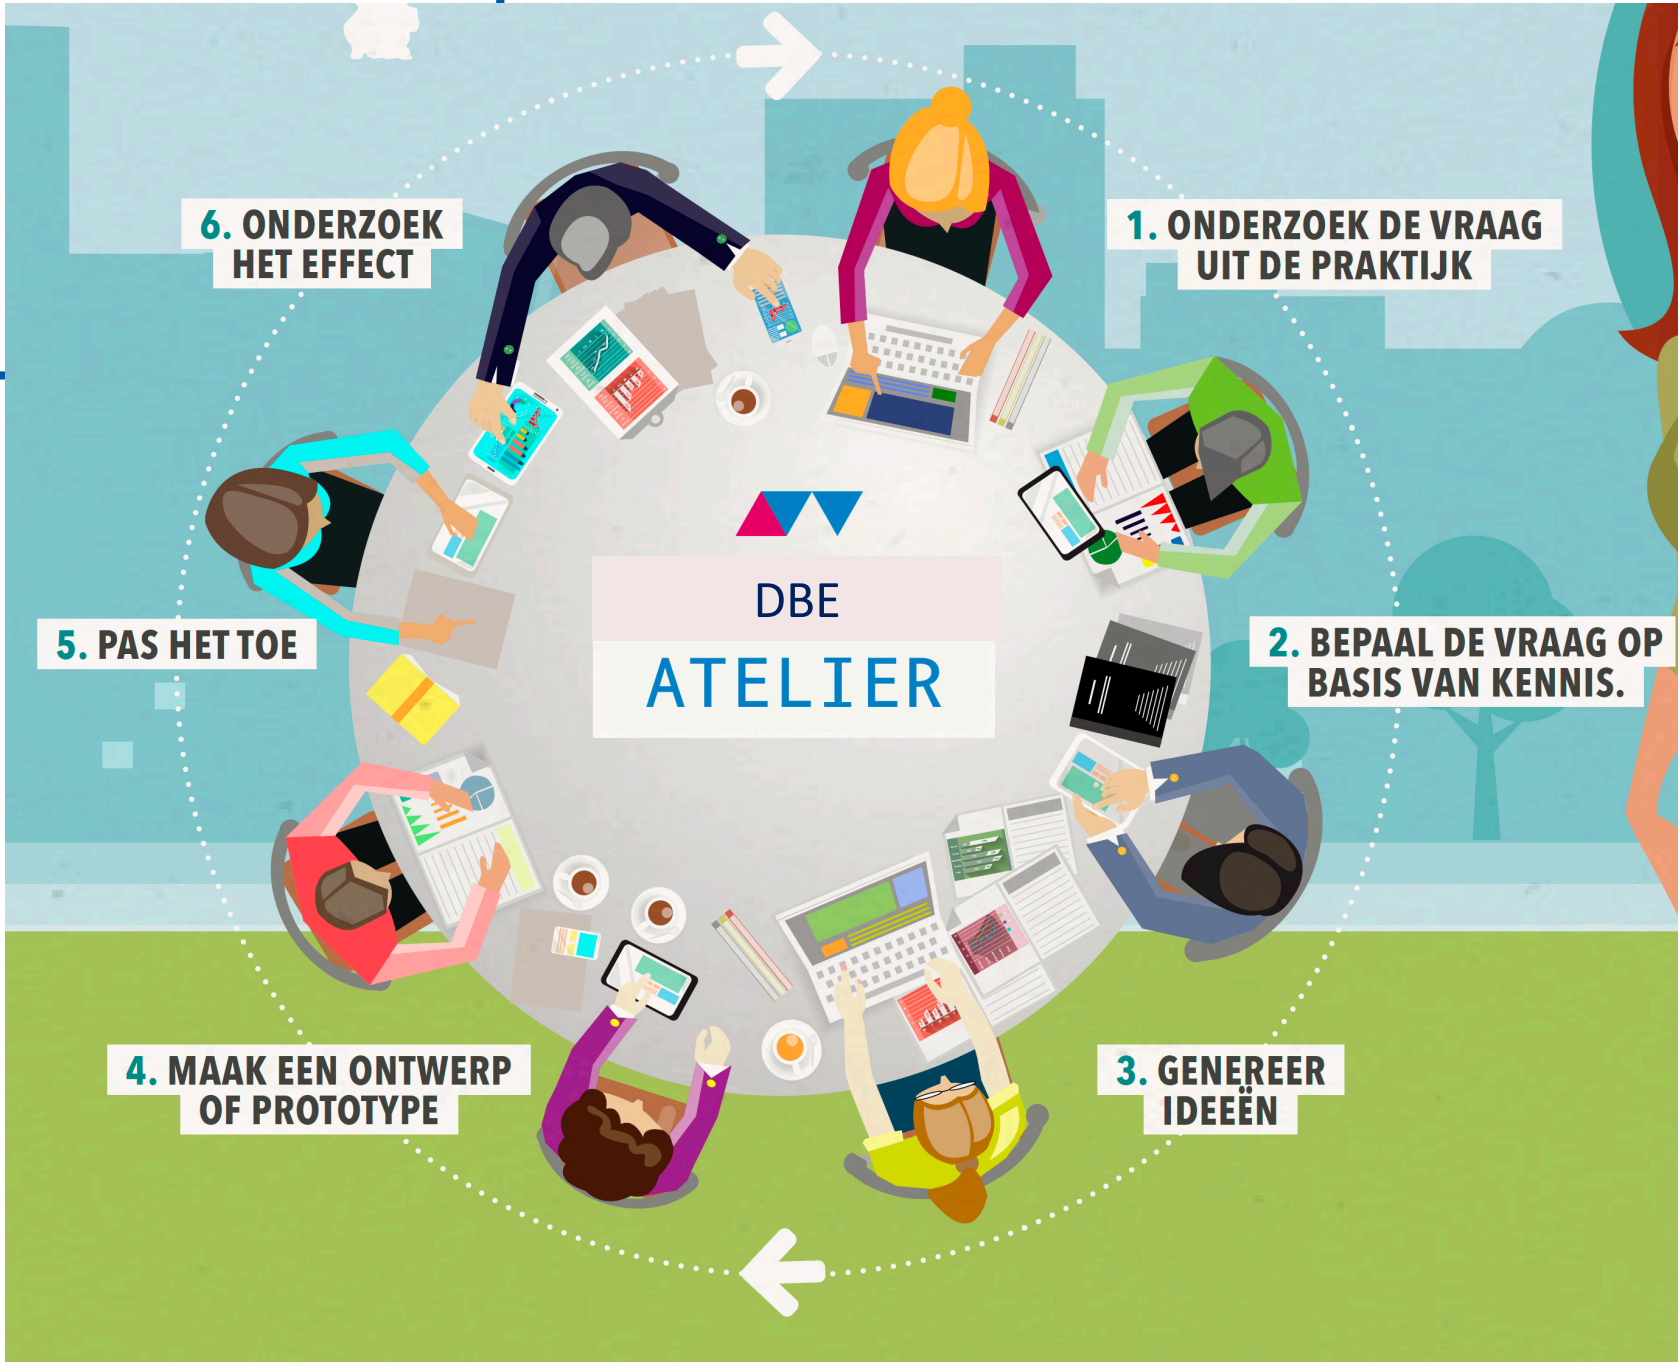 6. ONDERZOEK
HET EFFECT
1. ONDERZOEK DE VRAAG
UIT DE PRAKTIJK
DBE
ATELIER
5. PAS HET TOE
2. BEPAAL DE VRAAG OP
BASIS VAN KENNIS.
4. MAAK EEN ONTWERP
OF PROTOTYPE
3. GENEREER
IDEEËN